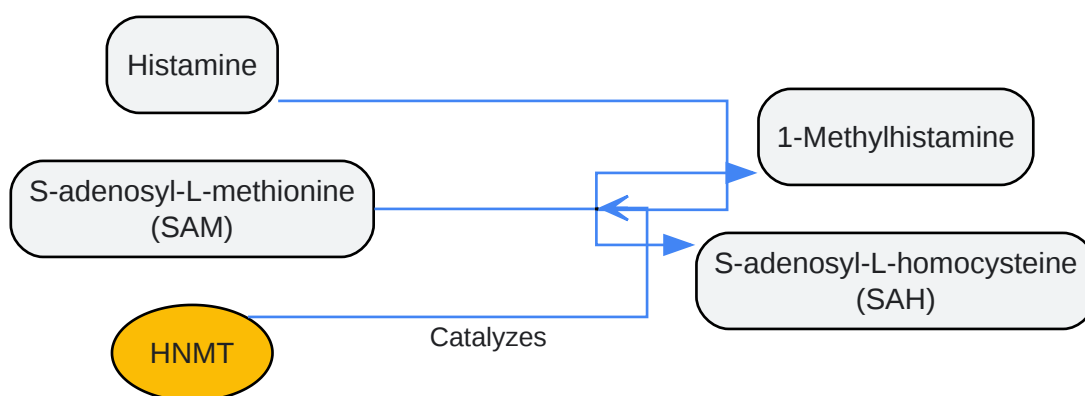 Histamine
1-Methylhistamine
S-adenosyl-L-methionine
(SAM)
S-adenosyl-L-homocysteine
(SAH)
Catalyzes
HNMT